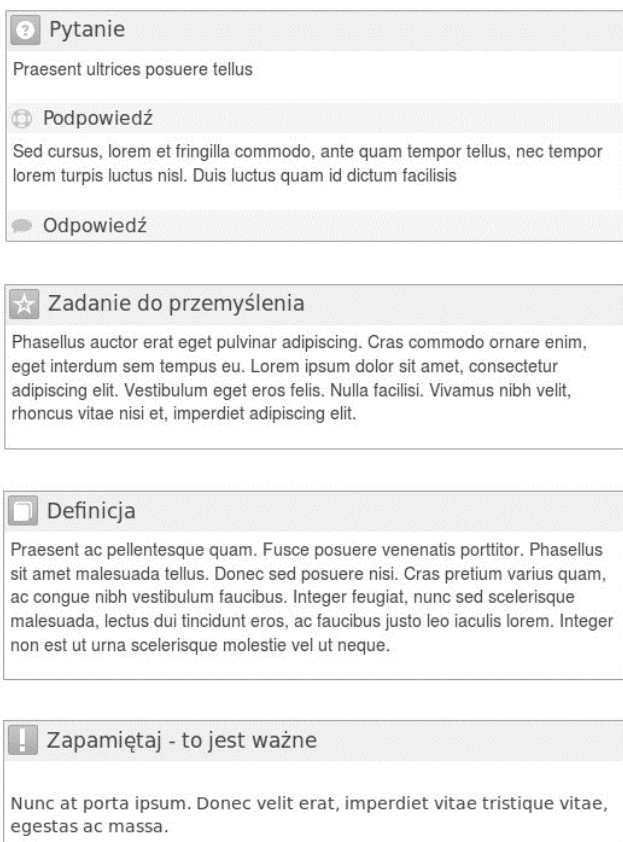 Pytanie
Praesent ultrices posuere tellus
Podpowiedź
Sed cursus, lorem et fringilla commodo, ante quam tempor tellus, nec tempor
lorem turpis luctus nisl. Duis luctus quam id dictum facilisis
Odpowiedź
Zadanie do przemyślenia
Phasellus auctor erat eget pulvinar adipiscing. Cras commodo ornare enim,
eget interdum sem tempus eu. Lorem ipsum dolor sit amet, consectetur
adipiscing elit. Vestibulum eget eros felis. Nulla facilisi. Vivamus nibh velit,
rhoncus vitae nisi et, imperdiet adipiscing elit.
Definicja
Praesent ac pellentesque quam. Fusce posuere venenatis porttitor. Phasellus
sit amet malesuada tellus. Donec sed posuere nisi. Cras pretium varius quam,
ac congue nibh vestibulum faucibus. Integer feugiat, nunc sed scelerisque
malesuada, lectus dui tincidunt eros, ac faucibus justo leo iaculis lorem. Integer
non est ut urna scelerisque molestie vel ut neque.
Zapamiętaj - to jest ważne
Nunc at porta ipsum. Donec velit erat, imperdiet vitae tristique vitae,
egestas ac massa.